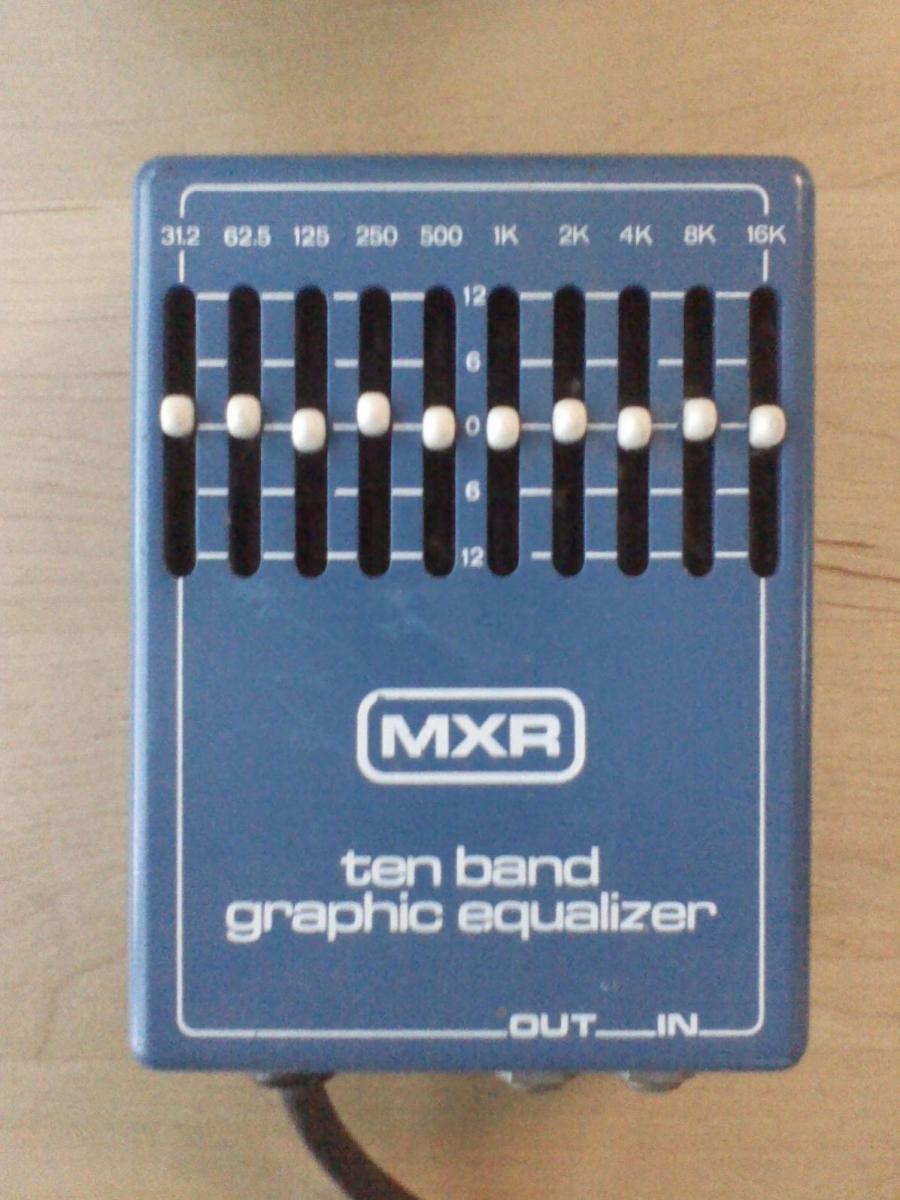 31.2 62.5 125 250 500 1K 2K 4K 8K 16K
12
6
0
6
12
MXR
ten band
graphic equalizer
OUT IN